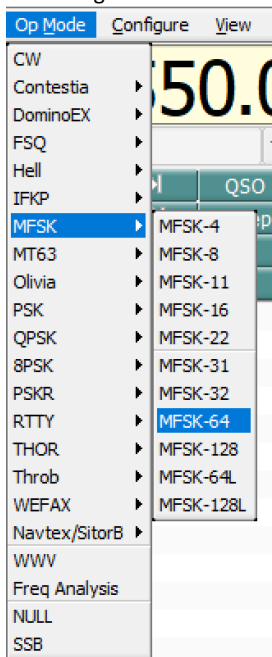 Op Mode Configure View
550.0
CW
Contestia
DominoEX
FSQ
Hell
QSO
IFKP
MFSK
MFSK-4
MT63
MFSK-8
Olivia
MFSK-11
PSK
MFSK-16
QPSK
MFSK-22
8PSK
MFSK-31
PSKR
MFSK-32
RTTY
MFSK-64
THOR
MFSK-128
Throb
MFSK-64L
WEFAX
MFSK-128L
Navtex/SitorB
WWV
Freq Analysis
NULL
SSB